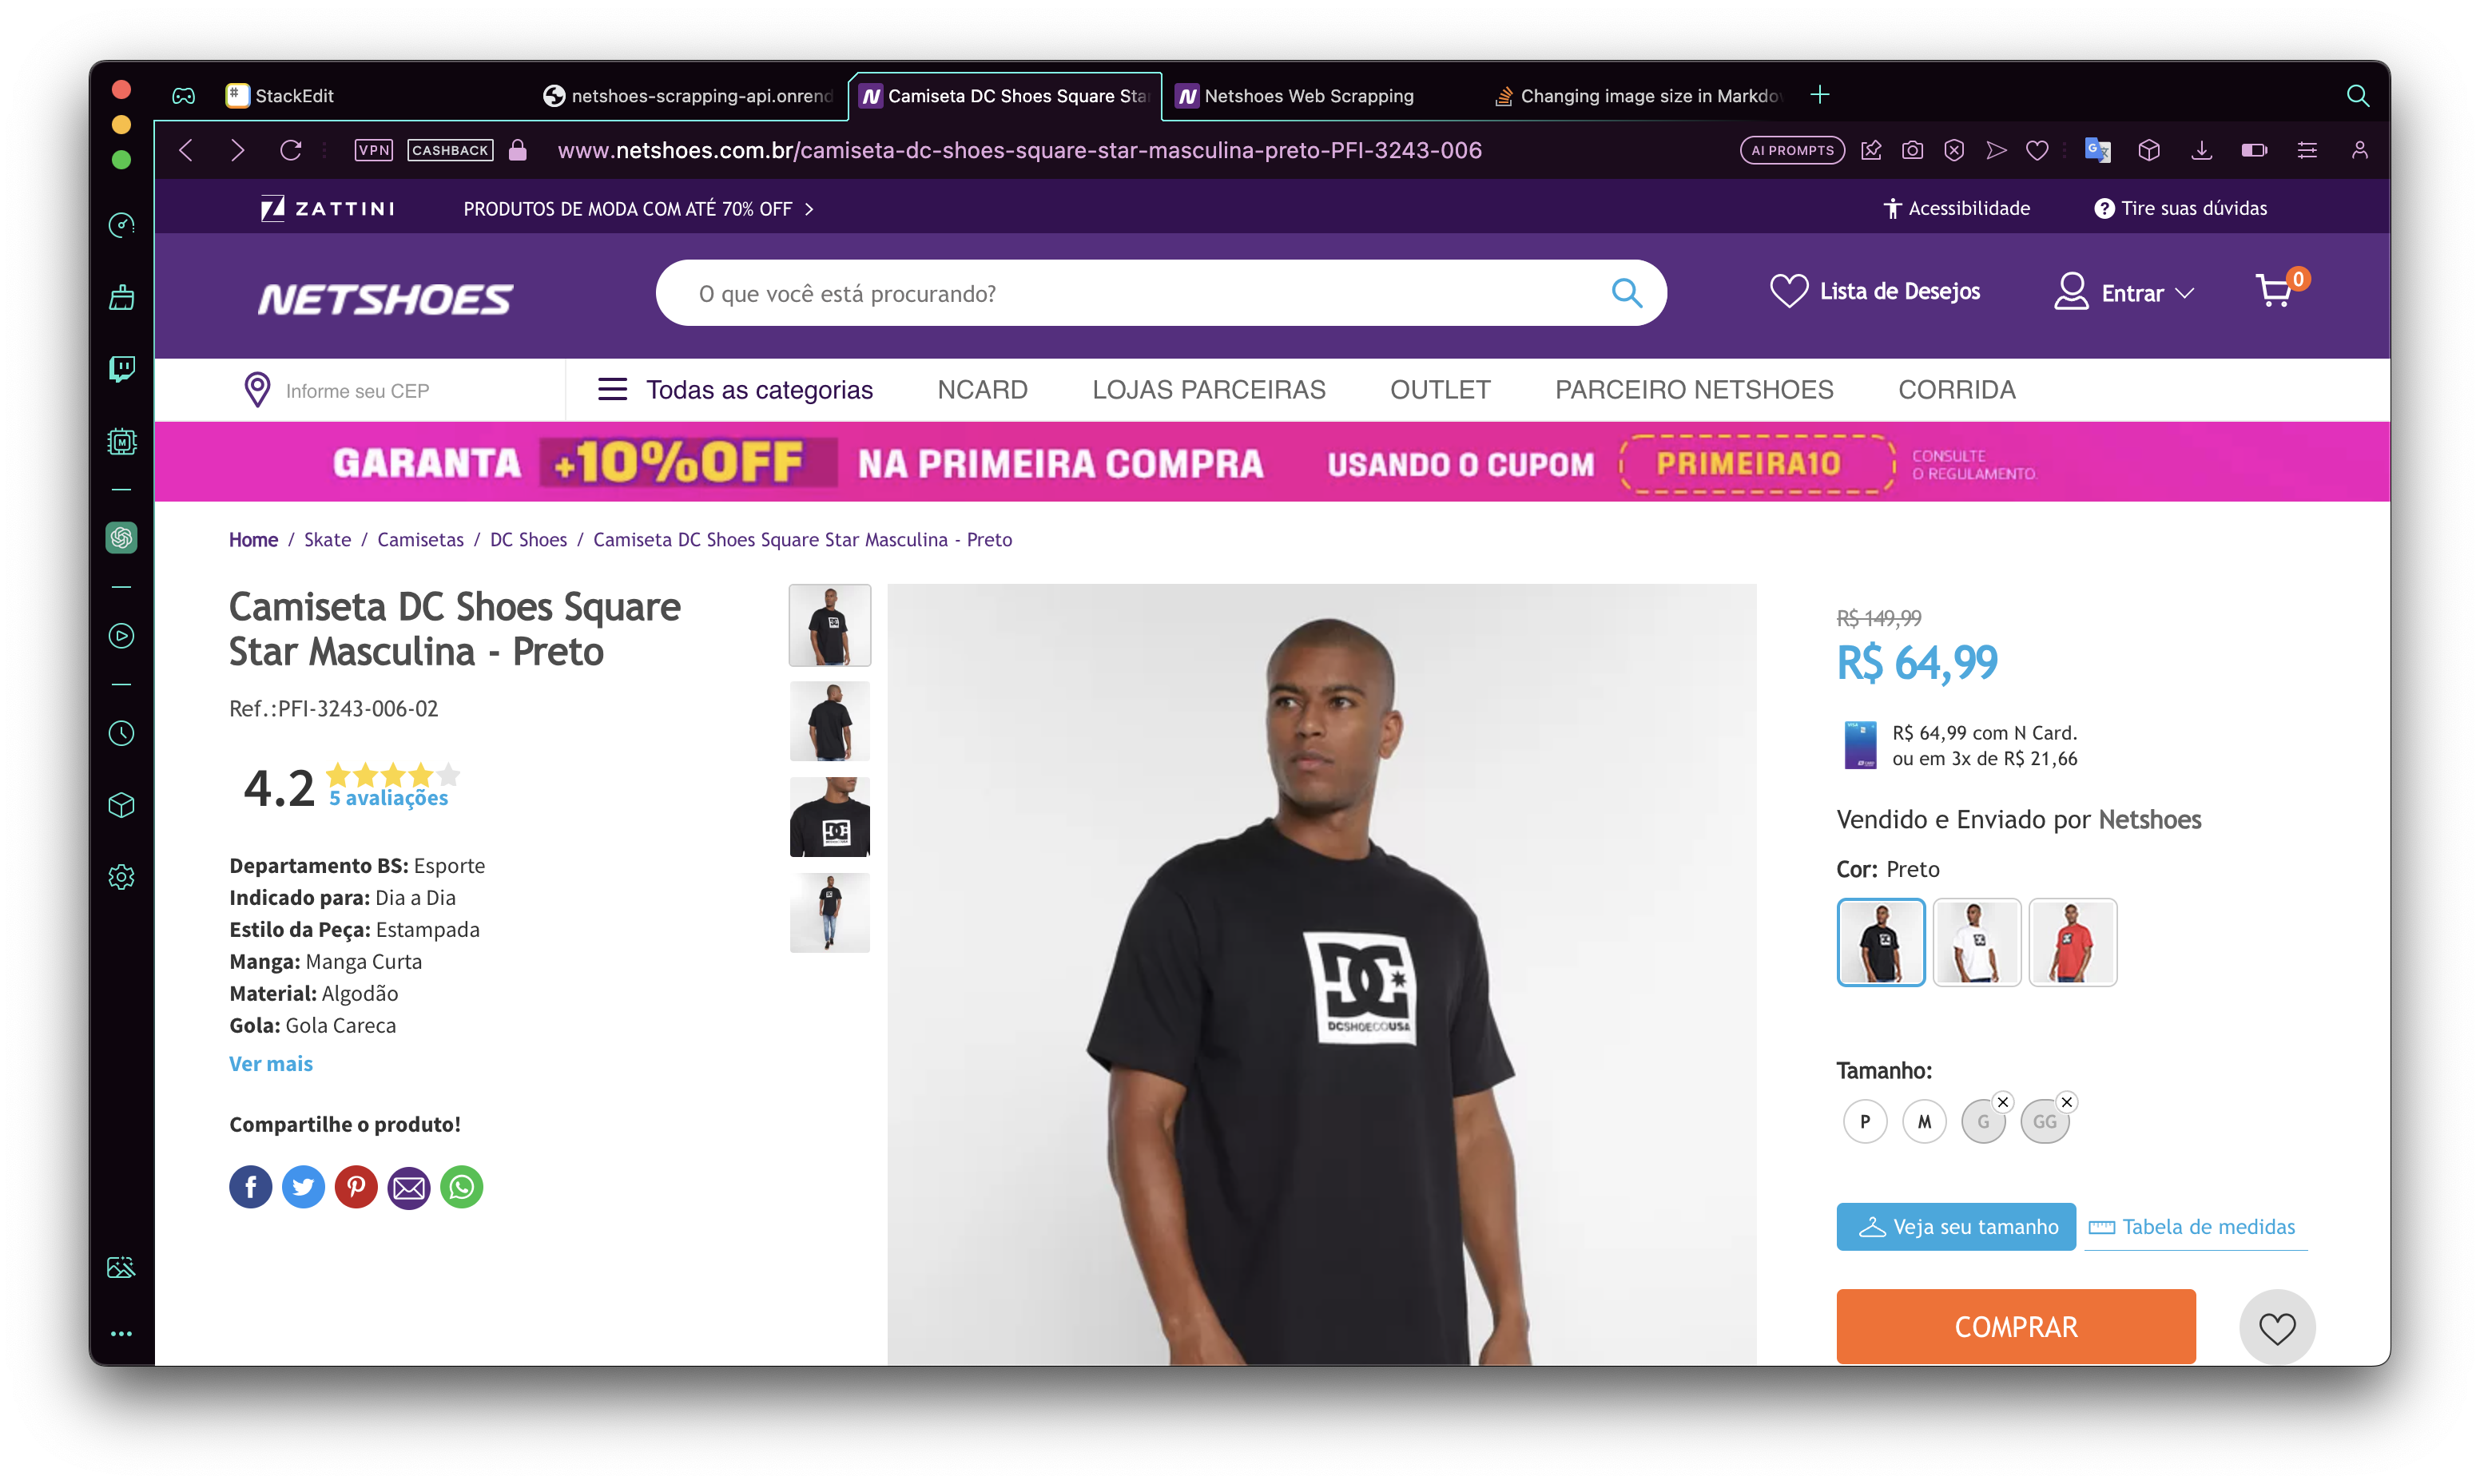 StackEdit
netshoes-scrapping-api.onrend
Camiseta DC Shoes Square Sta
Netshoes Web Scrapping
Changing image size in Markdo
VPN
CASHBACK
www.netshoes.com.br/camiseta-dc-shoes-square-star-masculina-preto-PFI-3243-006
AI PROMPTS
ZATTINI
PRODUTOS DE MODA COM ATÉ 70% OFF >
Acessibilidade
Tire suas dúvidas
NETSHOES
O que você está procurando?
Lista de Desejos
Entrar
0
Informe seu CEP
Todas as categorias
NCARD
LOJAS PARCEIRAS
OUTLET
PARCEIRO NETSHOES
CORRIDA
GARANTA +10%OFF NA PRIMEIRA COMPRA USANDO O CUPOM PRIMEIRA10
CONSULTE
O REGULAMENTO.
Home / Skate / Camisetas / DC Shoes / Camiseta DC Shoes Square Star Masculina - Preto
Camiseta DC Shoes Square
Star Masculina - Preto
Ref.:PFI-3243-006-02
4.2
5 avaliações
Departamento BS: Esporte
Indicado para: Dia a Dia
Estilo da Peça: Estampada
Manga: Manga Curta
Material: Algodão
Gola: Gola Careca
Ver mais
Compartilhe o produto!
DC
DCSHOECOUSA
R$ 149,99
R$ 64,99
R$ 64,99 com N Card.
ou em 3x de R$ 21,66
Vendido e Enviado por Netshoes
Cor: Preto
Tamanho:
P
M
G
GG
Veja seu tamanho
Tabela de medidas
COMPRAR